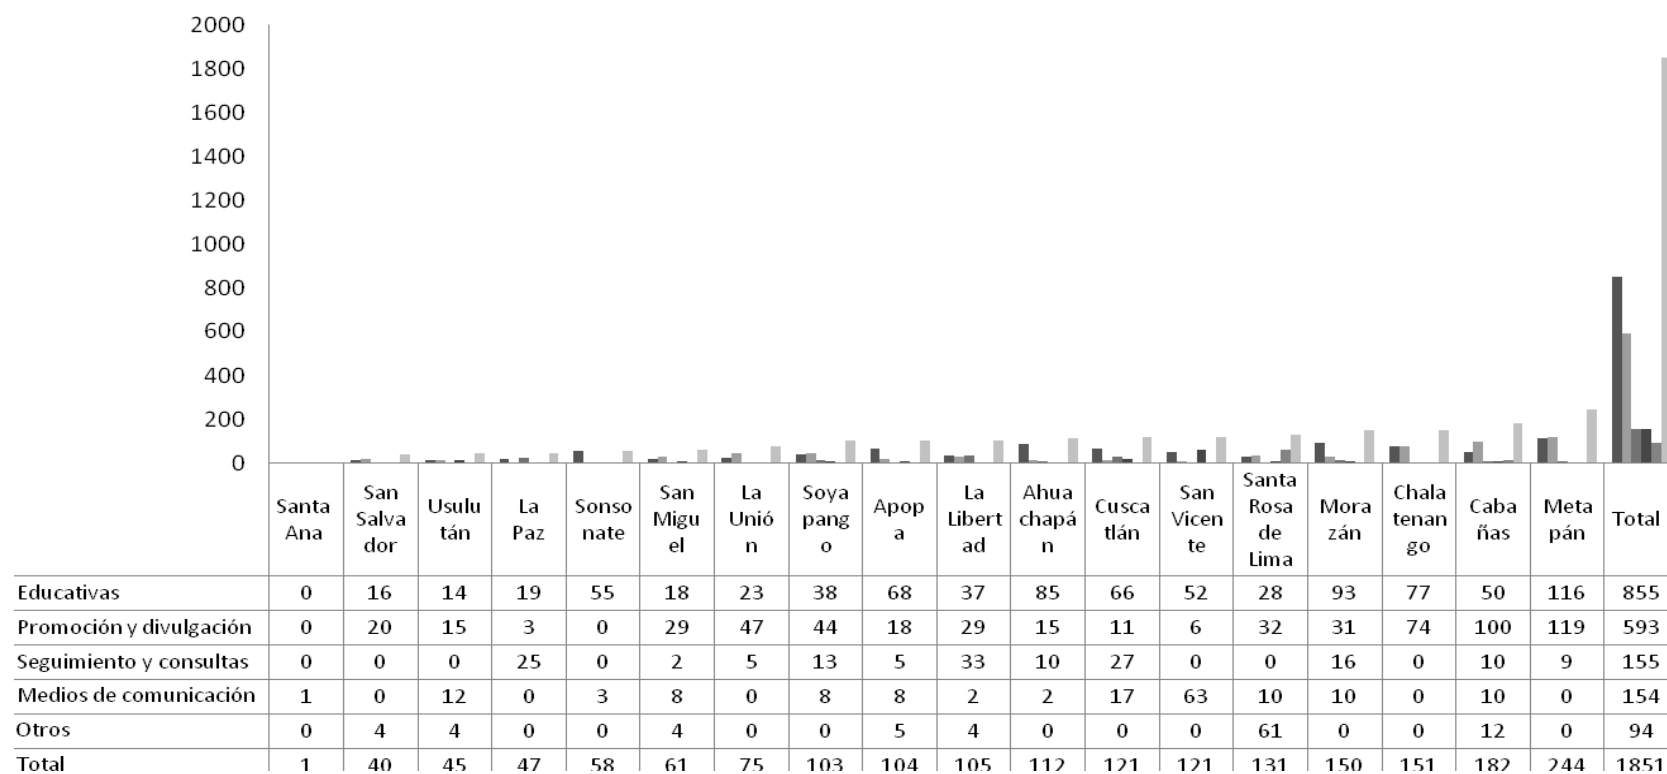 2000
1800
1600
1400
1200
1000
800
600
400
200
0
Santa Ana San Salvador Usulután La Paz Sonsonate San Miguel La Unión Soyapango Apopa La Libertad Ahuachapán Cuscatlán San Vicente Santa Rosa de Lima Morazán Chalatenango Cabañas Metapán Total
Educativas 0 16 14 19 55 18 23 38 68 37 85 66 52 28 93 77 50 116 855
Promoción y divulgación 0 20 15 3 0 29 47 44 18 29 15 11 6 32 31 74 100 119 593
Seguimiento y consultas 0 0 0 25 0 2 5 13 5 33 10 27 0 0 16 0 10 9 155
Medios de comunicación 1 0 12 0 3 8 0 8 8 2 2 17 63 10 10 0 10 0 154
Otros 0 4 4 0 0 4 0 0 5 4 0 0 0 61 0 0 12 0 94
Total 1 40 45 47 58 61 75 103 104 105 112 121 121 131 150 151 182 244 1851